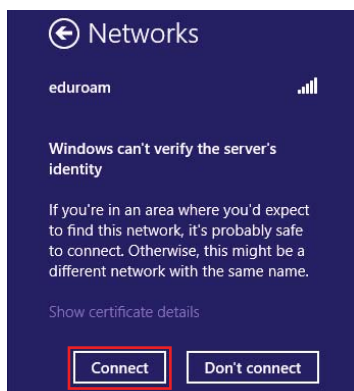 Networks
eduroam
Windows can't verify the server's
identity
If you're in an area where you'd expect
to find this network, it's probably safe
to connect. Otherwise, this might be a
different network with the same name.
Show certificate details
Connect Don't connect